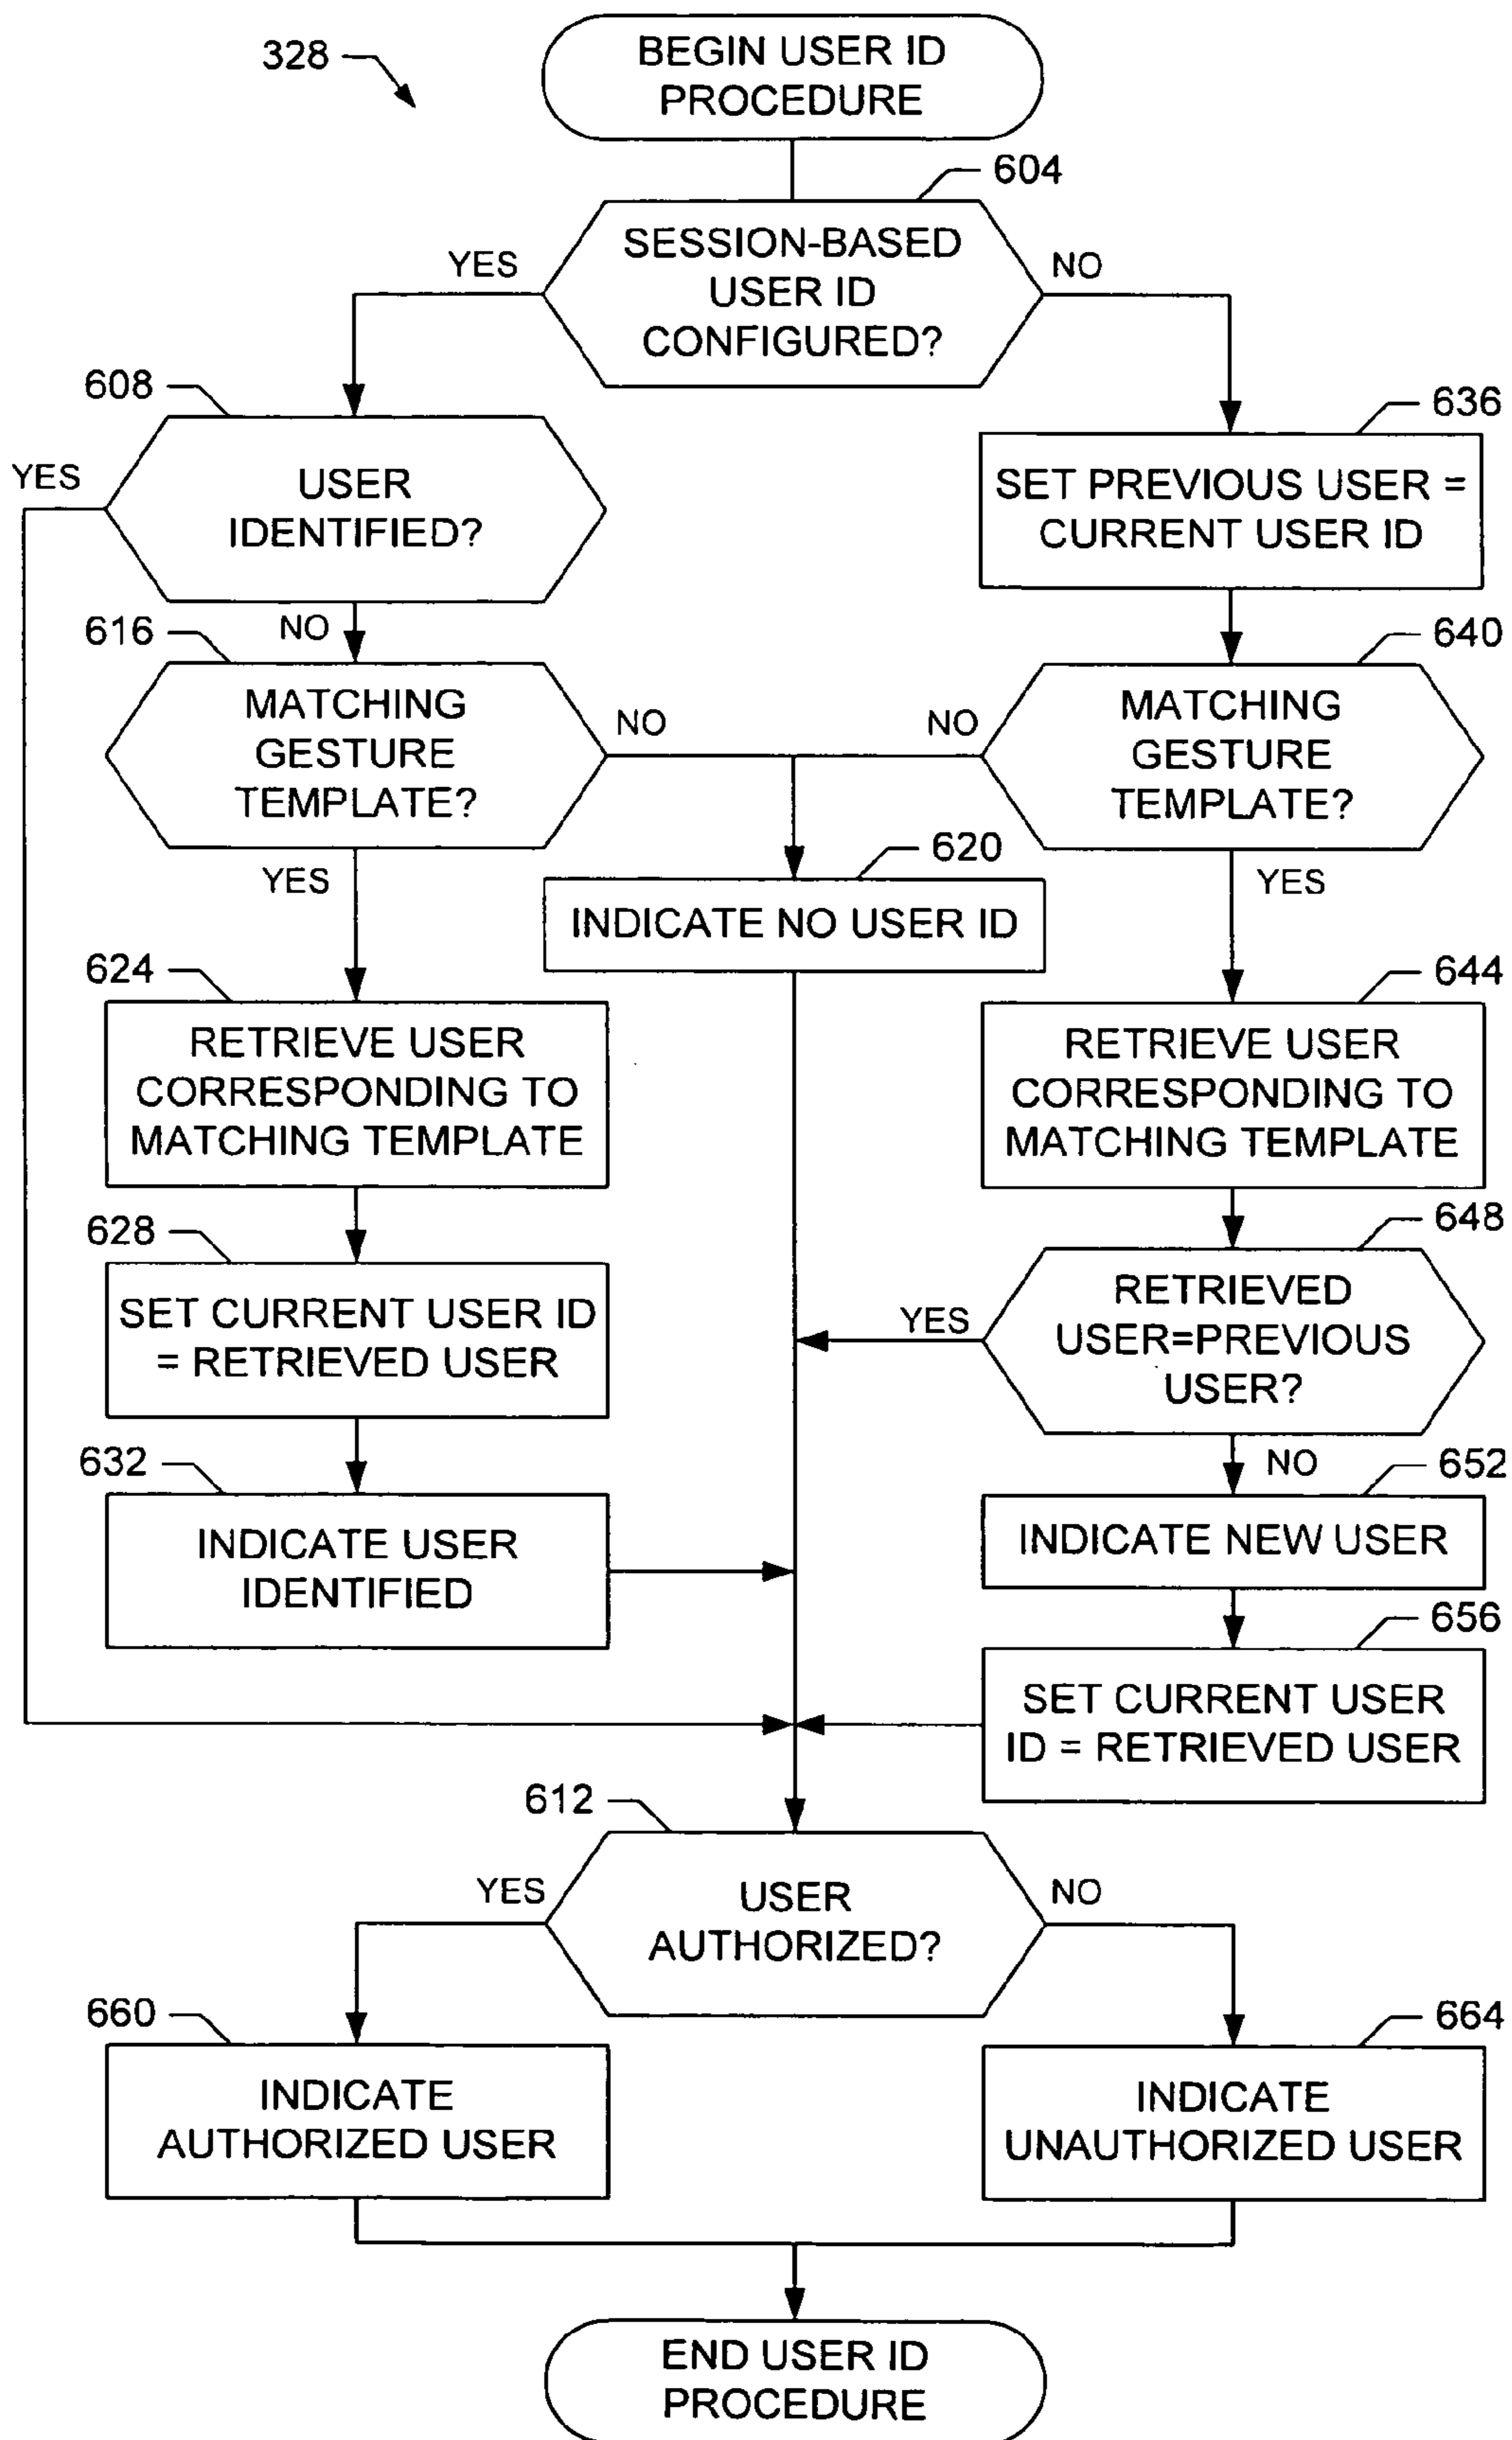 328
BEGIN USER ID
PROCEDURE
604
SESSION-BASED
USER ID
CONFIGURED?
YES
NO
608
USER
IDENTIFIED?
YES
NO
636
SET PREVIOUS USER =
CURRENT USER ID
616
MATCHING
GESTURE
TEMPLATE?
NO
YES
640
MATCHING
GESTURE
TEMPLATE?
NO
YES
620
INDICATE NO USER ID
624
RETRIEVE USER
CORRESPONDING TO
MATCHING TEMPLATE
644
RETRIEVE USER
CORRESPONDING TO
MATCHING TEMPLATE
628
SET CURRENT USER ID
= RETRIEVED USER
648
RETRIEVED
USER=PREVIOUS
USER?
YES
NO
632
INDICATE USER
IDENTIFIED
652
INDICATE NEW USER
656
SET CURRENT USER
ID = RETRIEVED USER
612
USER
AUTHORIZED?
YES
NO
660
INDICATE
AUTHORIZED USER
664
INDICATE
UNAUTHORIZED USER
END USER ID
PROCEDURE